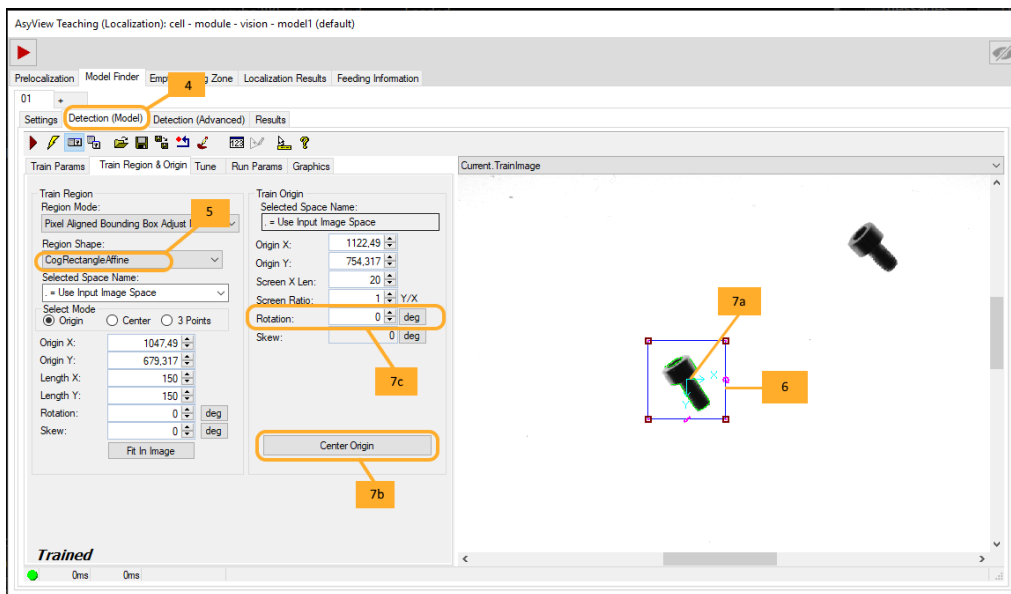 AsyView Teaching (Localization): cell - module - vision - model1 (default)
Prelocalization Model Finder Zone Localization Results Feeding Information
4
01 +
Settings Detection (Model) Detection (Advanced) Results
Train Params Train Region & Origin Tune Run Params Graphics
Current.TrainImage
Train Region
Region Mode:
Pixel Aligned Bounding Box Adjust
5
Region Shape:
CogRectangleAffine
Selected Space Name:
. = Use Input Image Space
Select Mode
Origin Center 3 Points
Origin X: 1047,49
Origin Y: 679,317
Length X: 150
Length Y: 150
Rotation: 0 deg
Skew: 0 deg
Fit In Image
Train Origin
Selected Space Name:
. = Use Input Image Space
Origin X: 1122,49
Origin Y: 754,317
Screen X Len: 20
Screen Ratio: 1 Y/X
Rotation: 0 deg
Skew: 0 deg
7c
Center Origin
7b
7a
6
X
Y
Trained
0ms 0ms